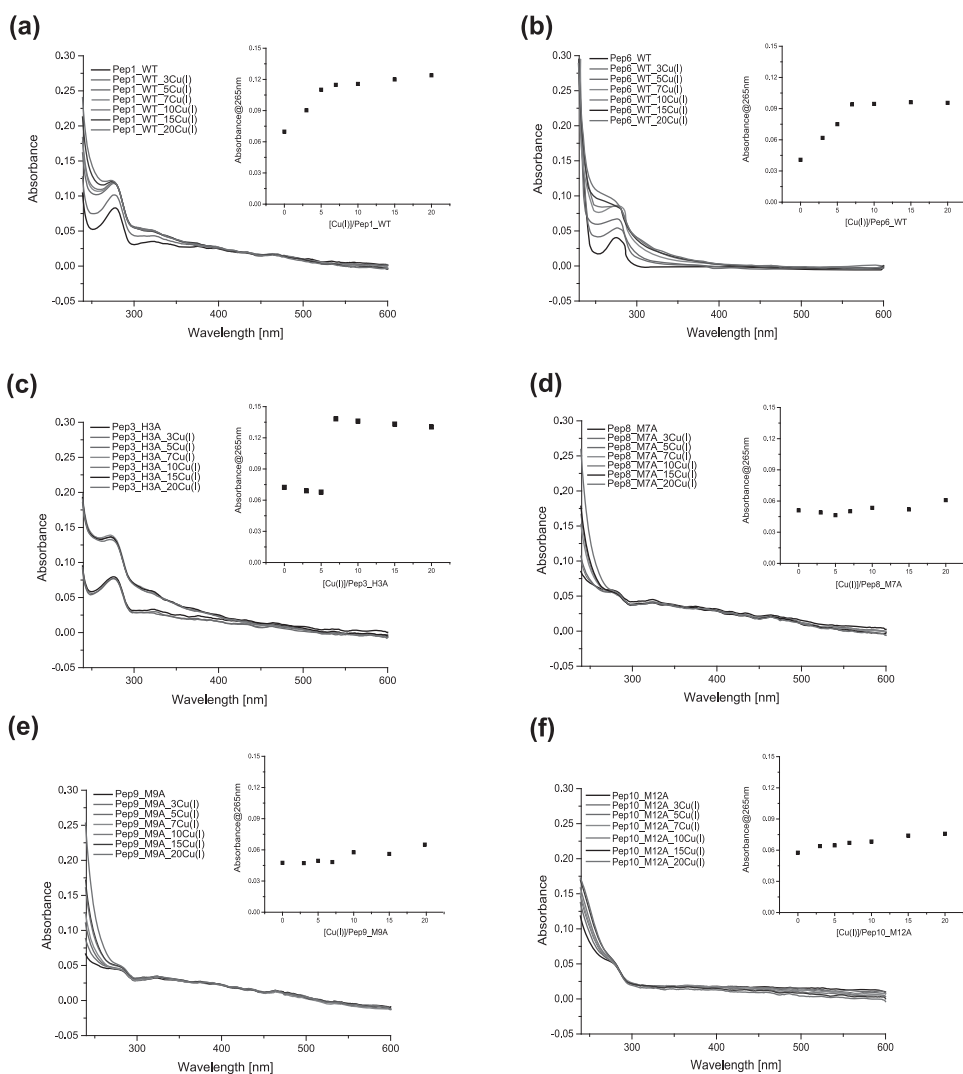 (a)
0.30
0.25
0.20
0.15
0.10
0.05
0.00
-0.05
Absorbance
300
400
500
600
Wavelength [nm]
Pep1_WT
Pep1_WT_3Cu(I)
Pep1_WT_5Cu(I)
Pep1_WT_7Cu(I)
Pep1_WT_10Cu(I)
Pep1_WT_15Cu(I)
Pep1_WT_20Cu(I)
0.15
0.12
0.09
0.06
0.03
0.00
Absorbance@265nm
0
5
10
15
20
[Cu(I)]/Pep1_WT
(b)
0.30
0.25
0.20
0.15
0.10
0.05
0.00
-0.05
Absorbance
300
400
500
600
Wavelength [nm]
Pep6_WT
Pep6_WT_3Cu(I)
Pep6_WT_5Cu(I)
Pep6_WT_7Cu(I)
Pep6_WT_10Cu(I)
Pep6_WT_15Cu(I)
Pep6_WT_20Cu(I)
0.15
0.12
0.09
0.06
0.03
0.00
Absorbance@265nm
0
5
10
15
20
[Cu(I)]/Pep6_WT
(c)
0.30
0.25
0.20
0.15
0.10
0.05
0.00
-0.05
Absorbance
300
400
500
600
Wavelength [nm]
Pep3_H3A
Pep3_H3A_3Cu(I)
Pep3_H3A_5Cu(I)
Pep3_H3A_7Cu(I)
Pep3_H3A_10Cu(I)
Pep3_H3A_15Cu(I)
Pep3_H3A_20Cu(I)
0.15
0.12
0.09
0.06
0.03
0.00
Absorbance@265nm
0
5
10
15
20
[Cu(I)]/Pep3_H3A
(d)
0.30
0.25
0.20
0.15
0.10
0.05
0.00
-0.05
Absorbance
300
400
500
600
Wavelength [nm]
Pep8_M7A
Pep8_M7A_3Cu(I)
Pep8_M7A_5Cu(I)
Pep8_M7A_7Cu(I)
Pep8_M7A_10Cu(I)
Pep8_M7A_15Cu(I)
Pep8_M7A_20Cu(I)
0.15
0.12
0.09
0.06
0.03
0.00
Absorbance@265nm
0
5
10
15
20
[Cu(I)]/Pep8_M7A
(e)
0.30
0.25
0.20
0.15
0.10
0.05
0.00
-0.05
Absorbance
300
400
500
600
Wavelength [nm]
Pep9_M9A
Pep9_M9A_3Cu(I)
Pep9_M9A_5Cu(I)
Pep9_M9A_7Cu(I)
Pep9_M9A_10Cu(I)
Pep9_M9A_15Cu(I)
Pep9_M9A_20Cu(I)
0.15
0.12
0.09
0.06
0.03
0.00
Absorbance@265nm
0
5
10
15
20
[Cu(I)]/Pep9_M9A
(f)
0.30
0.25
0.20
0.15
0.10
0.05
0.00
-0.05
Absorbance
300
400
500
600
Wavelength [nm]
Pep10_M12A
Pep10_M12A_3Cu(I)
Pep10_M12A_5Cu(I)
Pep10_M12A_7Cu(I)
Pep10_M12A_10Cu(I)
Pep10_M12A_15Cu(I)
Pep10_M12A_20Cu(I)
0.15
0.12
0.09
0.06
0.03
0.00
Absorbance@265nm
0
5
10
15
20
[Cu(I)]/Pep10_M12A